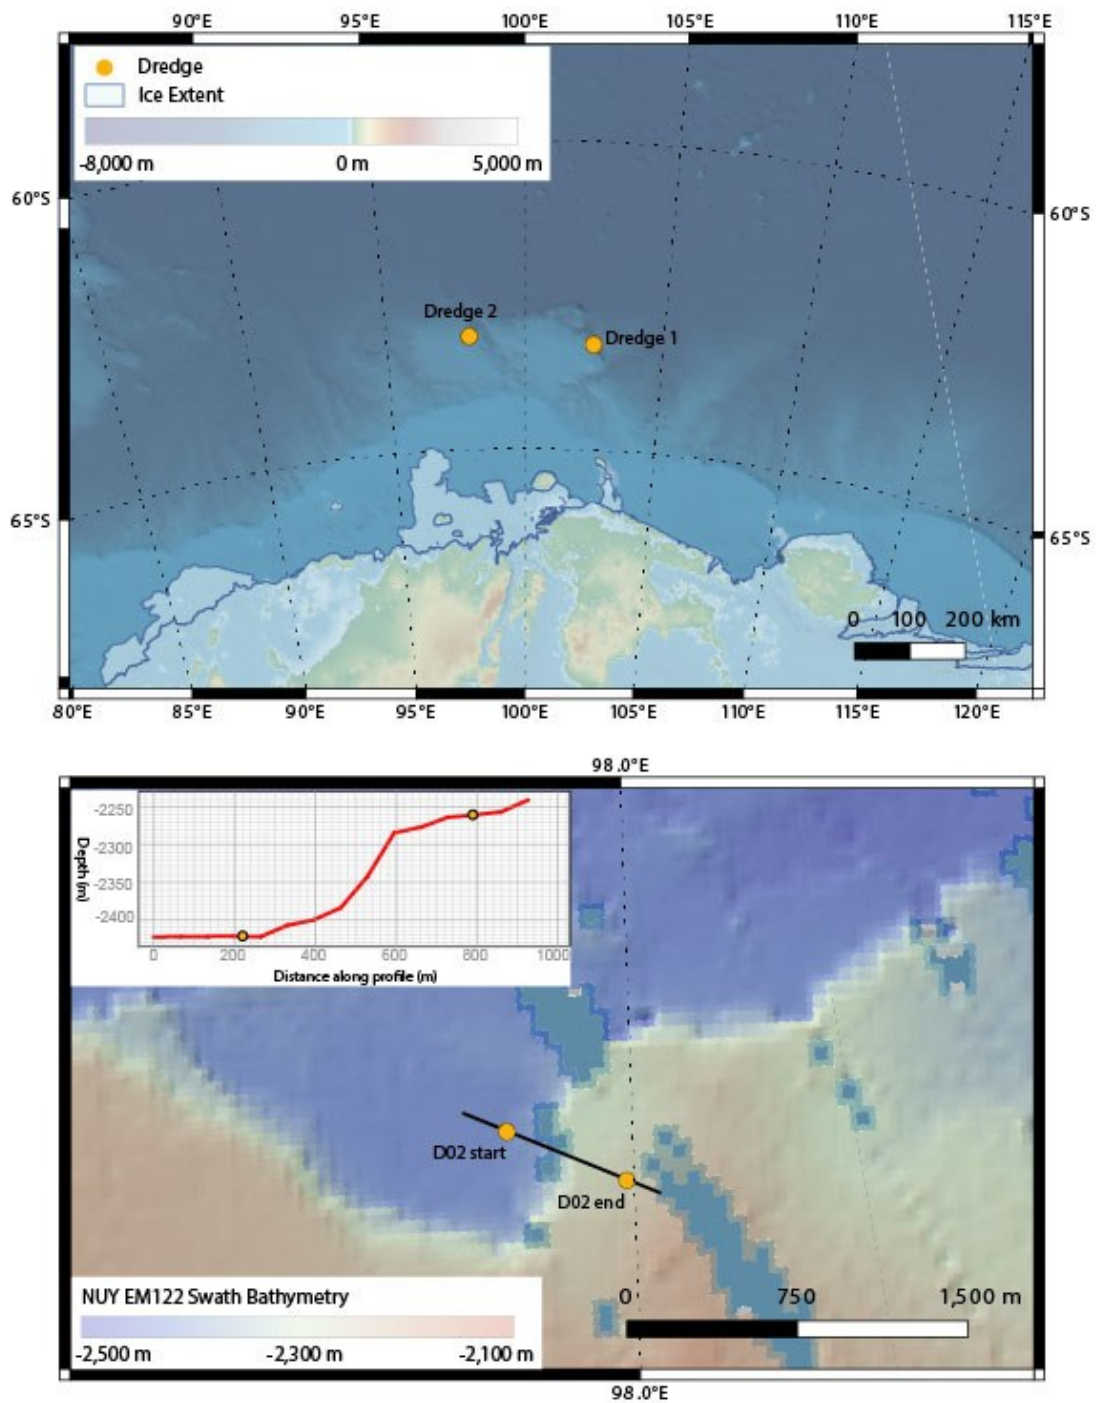 90°E 95°E 100°E 105°E 110°E 115°E
Dredge
Ice Extent
-8,000 m 0 m 5,000 m
60°S 60°S
Dredge 2
Dredge 1
65°S 65°S
0 100 200 km
80°E 85°E 90°E 95°E 100°E 105°E 110°E 115°E 120°E
98.0°E
-2250
-2300
-2350
-2400
Depth (m)
0 200 400 600 800 1000
Distance along profile (m)
D02 start
D02 end
NUY EM122 Swath Bathymetry
-2,500 m -2,300 m -2,100 m
0 750 1,500 m
98.0°E